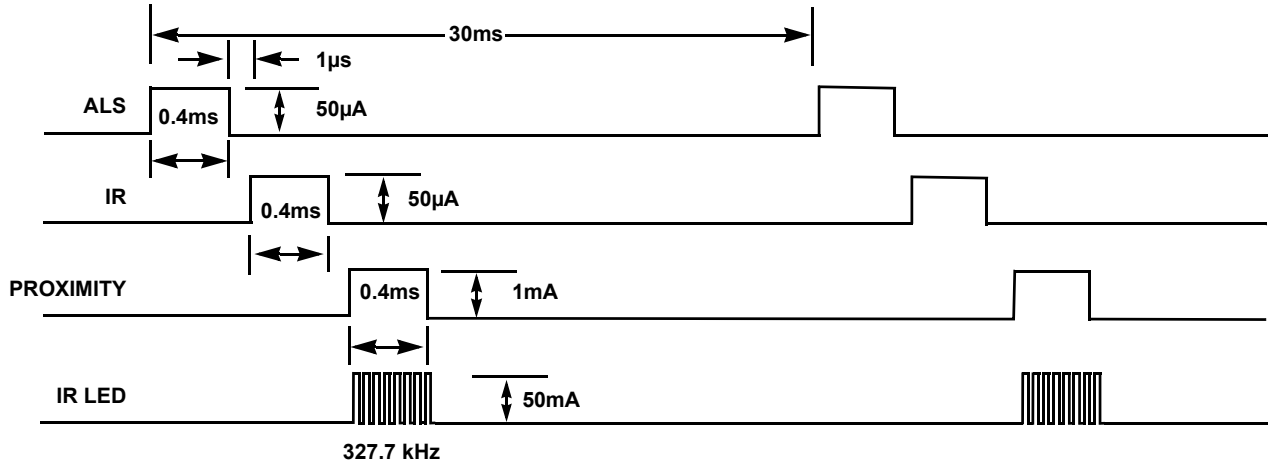 30ms
1µs
ALS
0.4ms
50µA
IR
0.4ms
50µA
PROXIMITY
0.4ms
1mA
IR LED
50mA
327.7 kHz